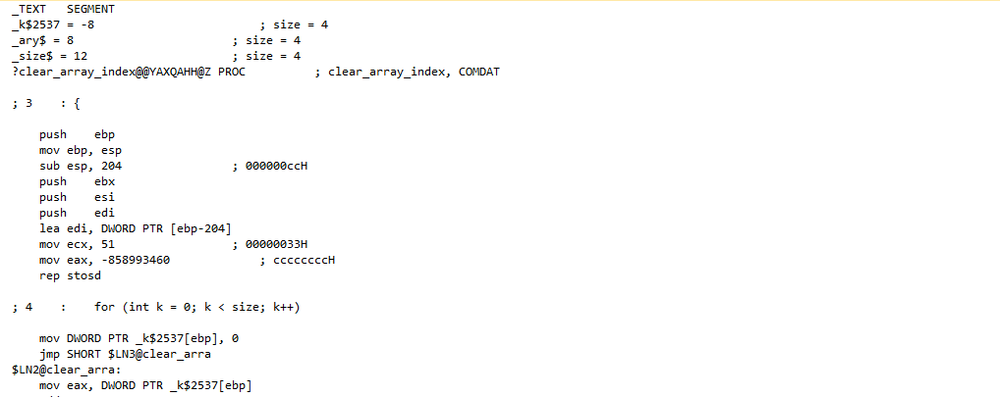 _TEXT   SEGMENT
_k$2537 = -8                        ; size = 4
_ary$ = 8                       ; size = 4
_size$ = 12                     ; size = 4
?clear_array_index@@YAXQAHH@Z PROC          ; clear_array_index, COMDAT
; 3    : {
    push    ebp
    mov ebp, esp
    sub esp, 204                ; 000000ccH
    push    ebx
    push    esi
    push    edi
    lea edi, DWORD PTR [ebp-204]
    mov ecx, 51                 ; 00000033H
    mov eax, -858993460             ; ccccccccH
    rep stosd
; 4    :    for (int k = 0; k < size; k++)
    mov DWORD PTR _k$2537[ebp], 0
    jmp SHORT $LN3@clear_arra
$LN2@clear_arra:
    mov eax, DWORD PTR _k$2537[ebp]